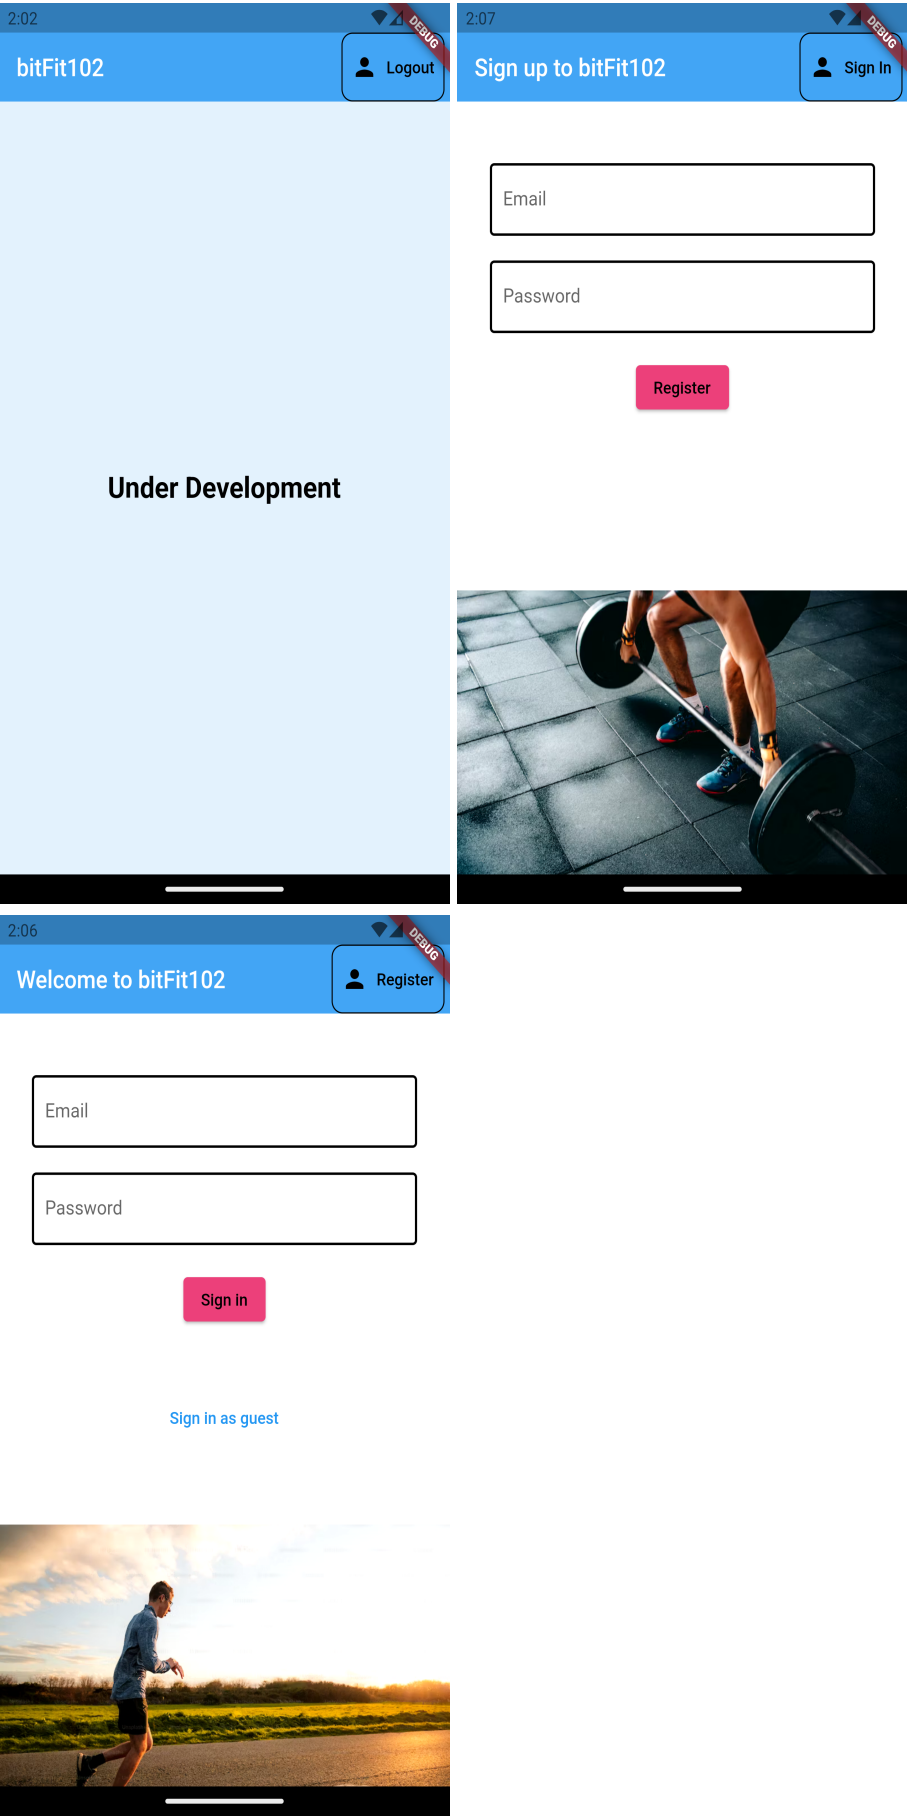 2:02
DEBUG
bitFit102
Logout
Under Development
2:07
DEBUG
Sign up to bitFit102
Sign In
Email
Password
Register
2:06
DEBUG
Welcome to bitFit102
Register
Email
Password
Sign in
Sign in as guest